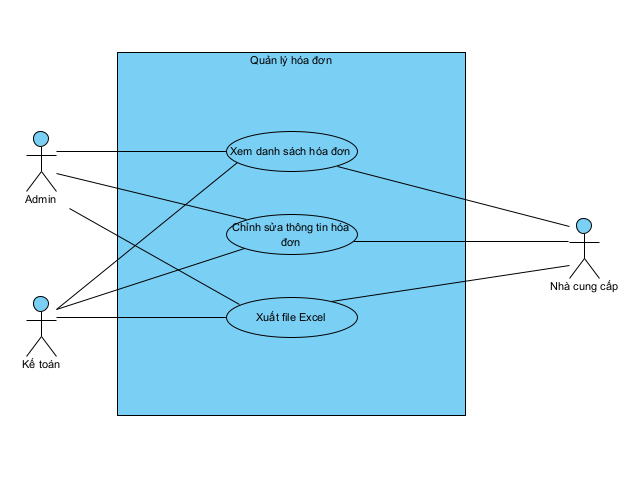 Quản lý hóa đơn
Xem danh sách hóa đơn
Admin
Chỉnh sửa thông tin hóa
đơn
Nhà cung cấp
Xuất file Excel
Kế toán